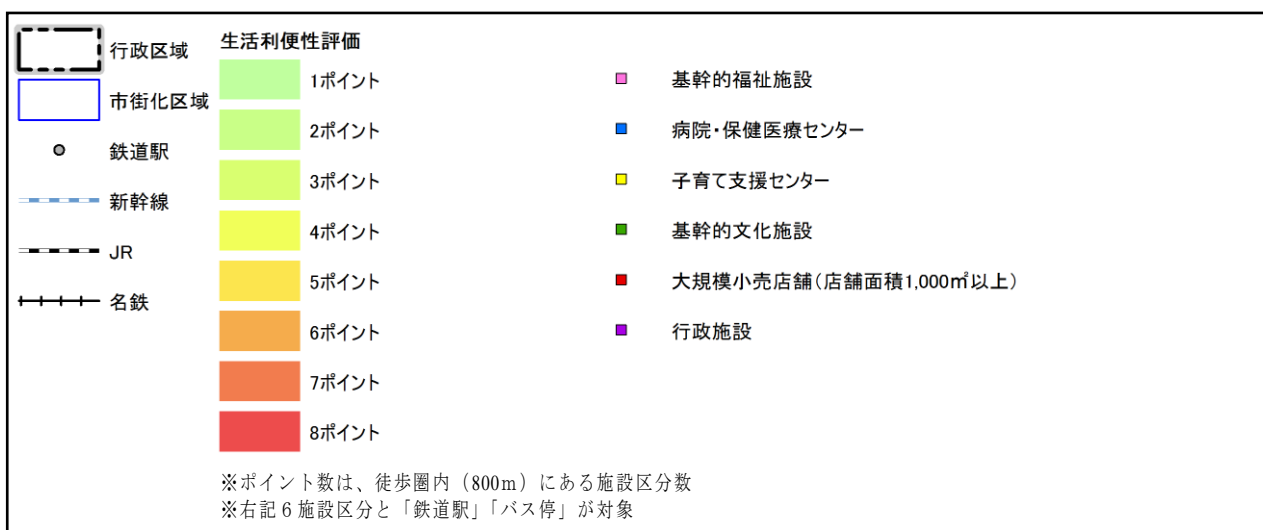 行政区域
市街化区域
鉄道駅
新幹線
JR
名鉄
生活利便性評価
1ポイント
2ポイント
3ポイント
4ポイント
5ポイント
6ポイント
7ポイント
8ポイント
基幹的福祉施設
病院・保健医療センター
子育て支援センター
基幹的文化施設
大規模小売店舗(店舗面積1,000㎡以上)
行政施設
※ポイント数は、徒歩圏内（800m）にある施設区分数
※右記６施設区分と「鉄道駅」「バス停」が対象